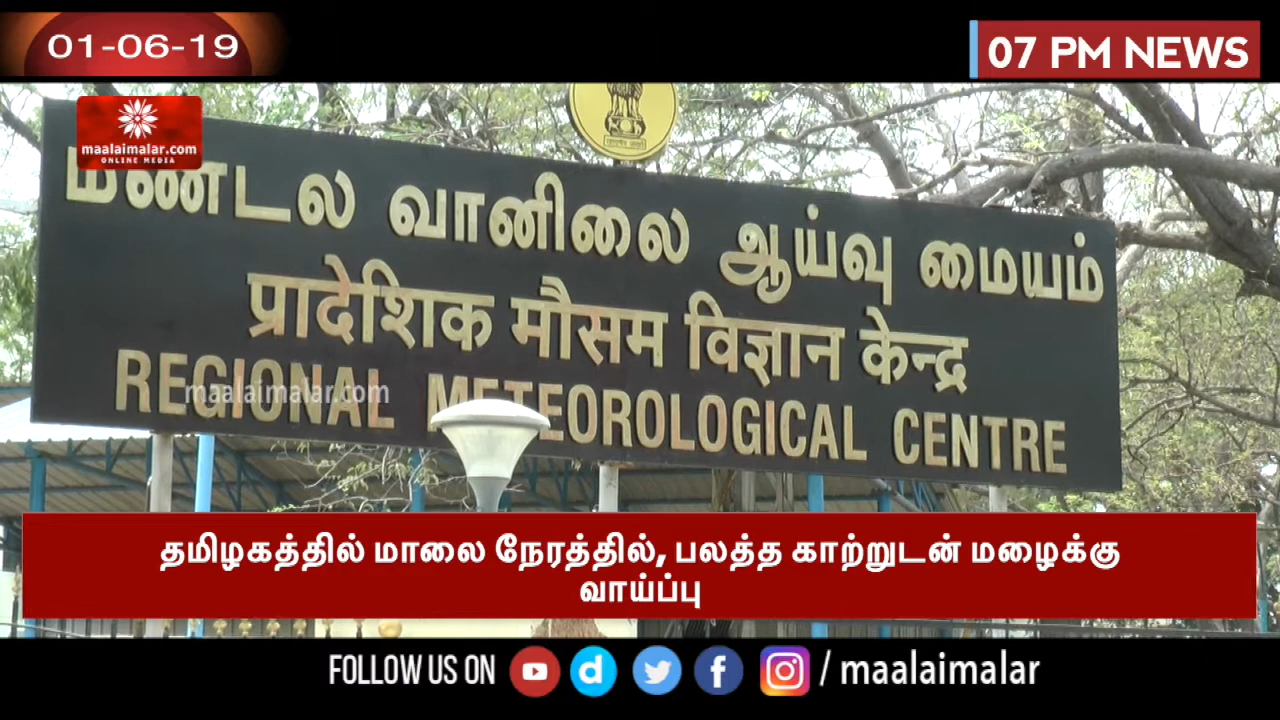 01-06-19
07 PM NEWS
maalaimalar.com
ONLINE MEDIA
மண்டல வானிலை ஆய்வு மையம்
प्रादेशिक मौसम विज्ञान केन्द्र
REGIONAL METEOROLOGICAL CENTRE
maalaimalar.com
தமிழகத்தில் மாலை நேரத்தில், பலத்த காற்றுடன் மழைக்கு
வாய்ப்பு
FOLLOW US ON / maalaimalar